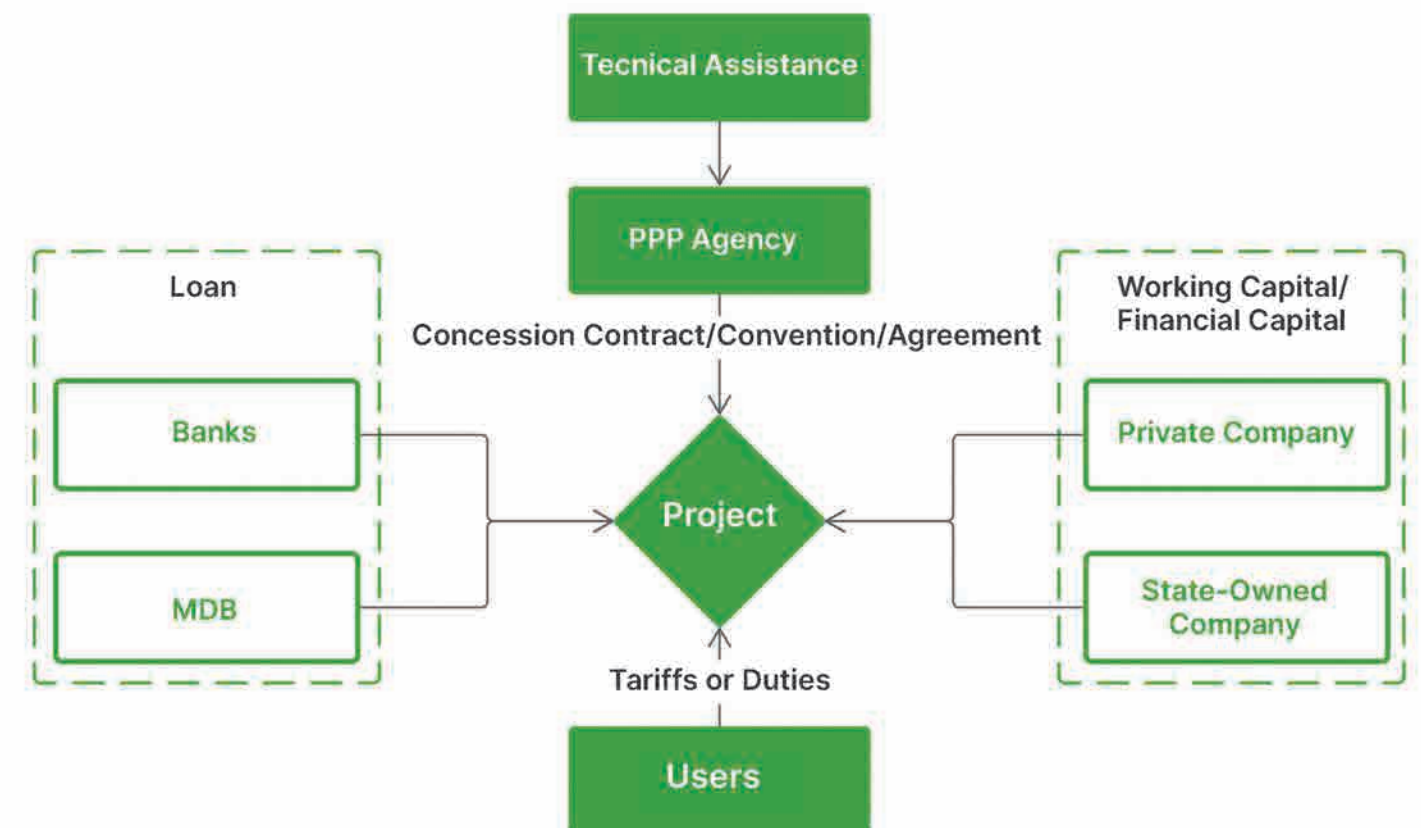 Tecnical Assistance
PPP Agency
Loan
Working Capital/
Financial Capital
Concession Contract/Convention/Agreement
Banks
Private Company
Project
MDB
State-Owned
Company
Tariffs or Duties
Users